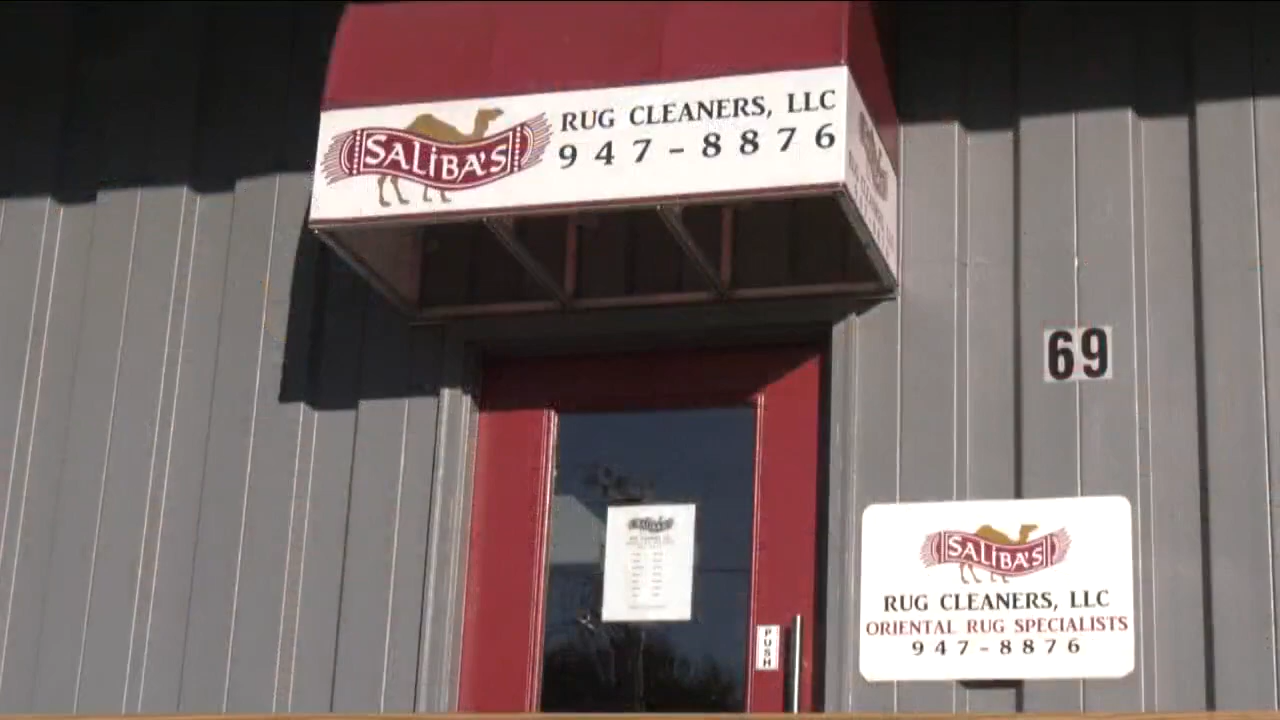 SALIBA'S
RUG CLEANERS, LLC
947-8876
69
PUSH
SALIBA'S
RUG CLEANERS, LLC
ORIENTAL RUG SPECIALISTS
947-8876